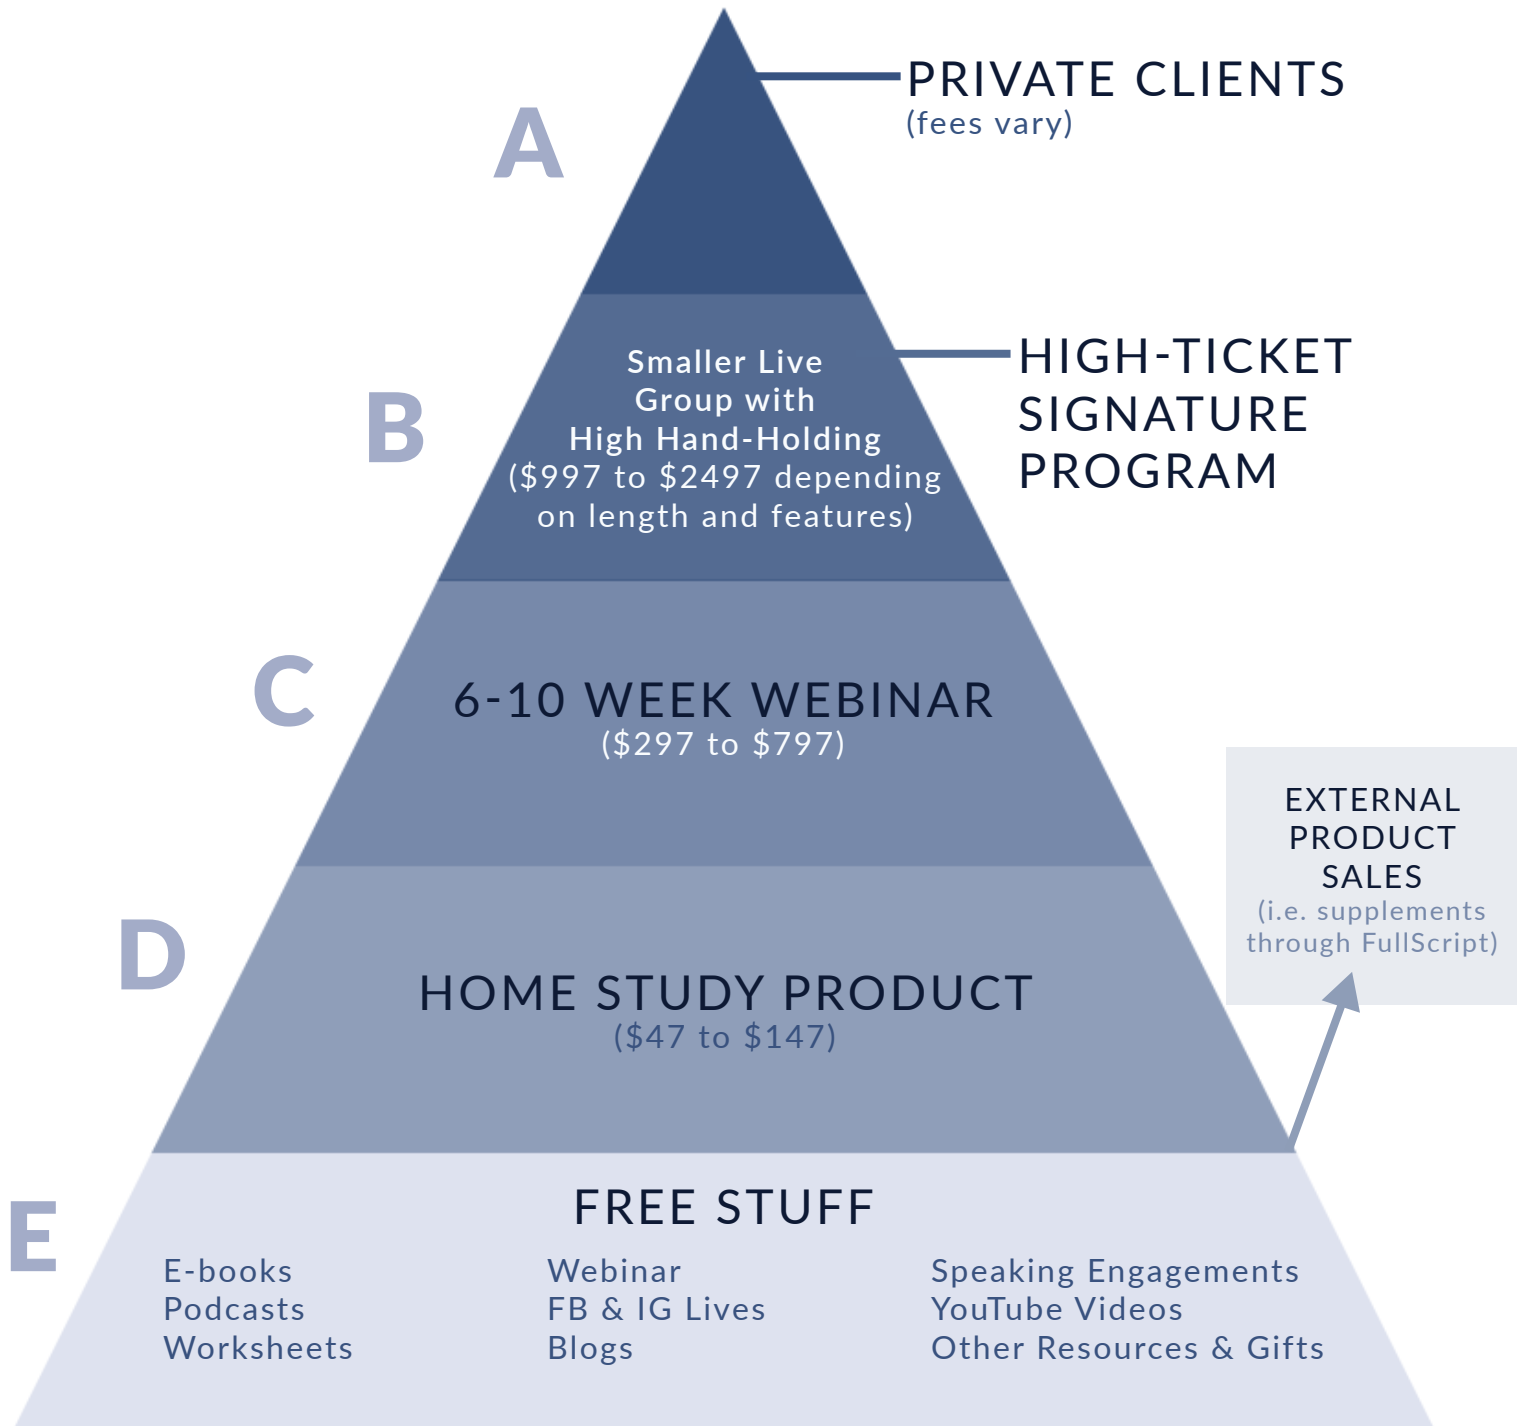 A
PRIVATE CLIENTS
(fees vary)
B
Smaller Live
Group with
High Hand-Holding
($997 to $2497 depending
on length and features)
HIGH-TICKET
SIGNATURE
PROGRAM
C
6-10 WEEK WEBINAR
($297 to $797)
EXTERNAL
PRODUCT
SALES
(i.e. supplements
through FullScript)
D
HOME STUDY PRODUCT
($47 to $147)
E
FREE STUFF
E-books
Podcasts
Worksheets
Webinar
FB & IG Lives
Blogs
Speaking Engagements
YouTube Videos
Other Resources & Gifts